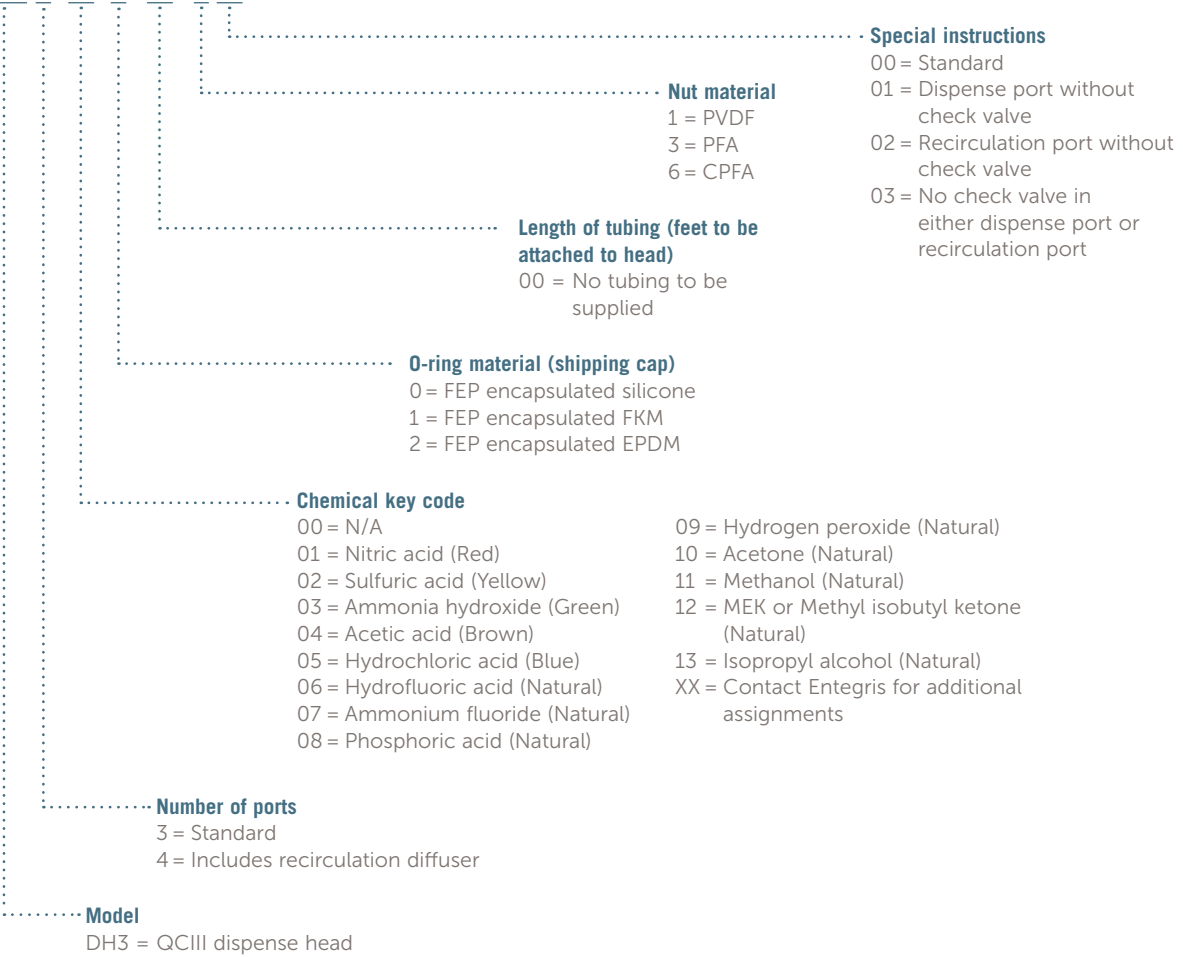 Special instructions
00 = Standard
01 = Dispense port without
check valve
02 = Recirculation port without
check valve
03 = No check valve in
either dispense port or
recirculation port
Nut material
1 = PVDF
3 = PFA
6 = CPFA
Length of tubing (feet to be
attached to head)
00 = No tubing to be
supplied
O-ring material (shipping cap)
0 = FEP encapsulated silicone
1 = FEP encapsulated FKM
2 = FEP encapsulated EPDM
Chemical key code
00 = N/A
01 = Nitric acid (Red)
02 = Sulfuric acid (Yellow)
03 = Ammonia hydroxide (Green)
04 = Acetic acid (Brown)
05 = Hydrochloric acid (Blue)
06 = Hydrofluoric acid (Natural)
07 = Ammonium fluoride (Natural)
08 = Phosphoric acid (Natural)
09 = Hydrogen peroxide (Natural)
10 = Acetone (Natural)
11 = Methanol (Natural)
12 = MEK or Methyl isobutyl ketone
(Natural)
13 = Isopropyl alcohol (Natural)
XX = Contact Entegris for additional
assignments
Number of ports
3 = Standard
4 = Includes recirculation diffuser
Model
DH3 = QCIII dispense head